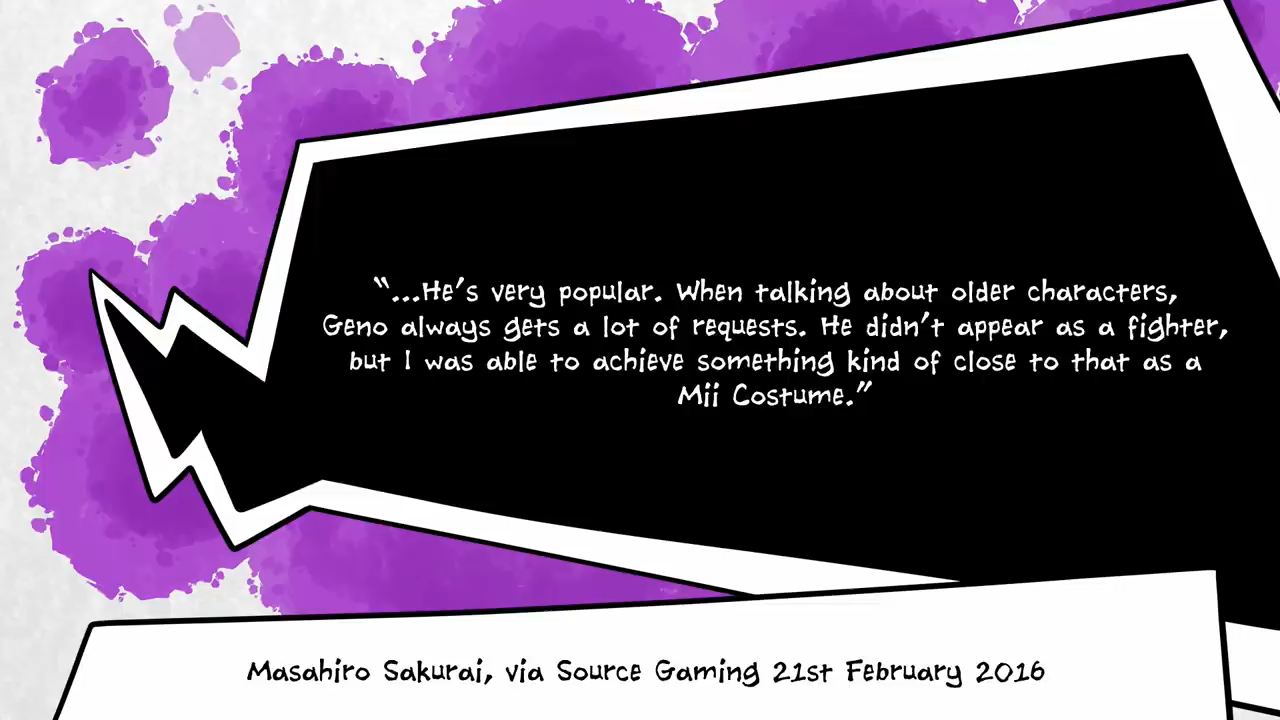 “...He’s very popular. When talking about older characters,
Geno always gets a lot of requests. He didn’t appear as a fighter,
but I was able to achieve something kind of close to that as a
Mii Costume.”
Masahiro Sakurai, via Source Gaming 21st February 2016